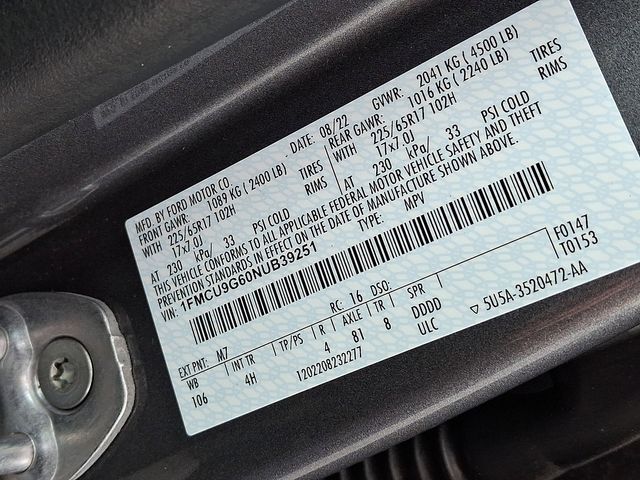 MFD. BY FORD MOTOR CO.
DATE: 08/22 GVWR: 2041 KG ( 4500 LB)
FRONT GAWR: 1089 KG ( 2400 LB) REAR GAWR: 1016 KG ( 2240 LB)
WITH 225/65R17 102H TIRES WITH 225/65R17 102H TIRES
17x7.0J RIMS 17x7.0J RIMS
AT 230 kPa/ 33 PSI COLD AT 230 kPa/ 33 PSI COLD
THIS VEHICLE CONFORMS TO ALL APPLICABLE FEDERAL MOTOR VEHICLE SAFETY AND THEFT
PREVENTION STANDARDS IN EFFECT ON THE DATE OF MANUFACTURE SHOWN ABOVE.
VIN: 1FMCU9G60NUB39251 TYPE: MPV
F0147
T0153
EXT PNT: M7 RC: 16 DSO:
WB INT TR TP/PS R AXLE TR SPR
106 4H 4 81 8 DDDD
ULC
1202208232277
▽ 5U5A-3520472-AA